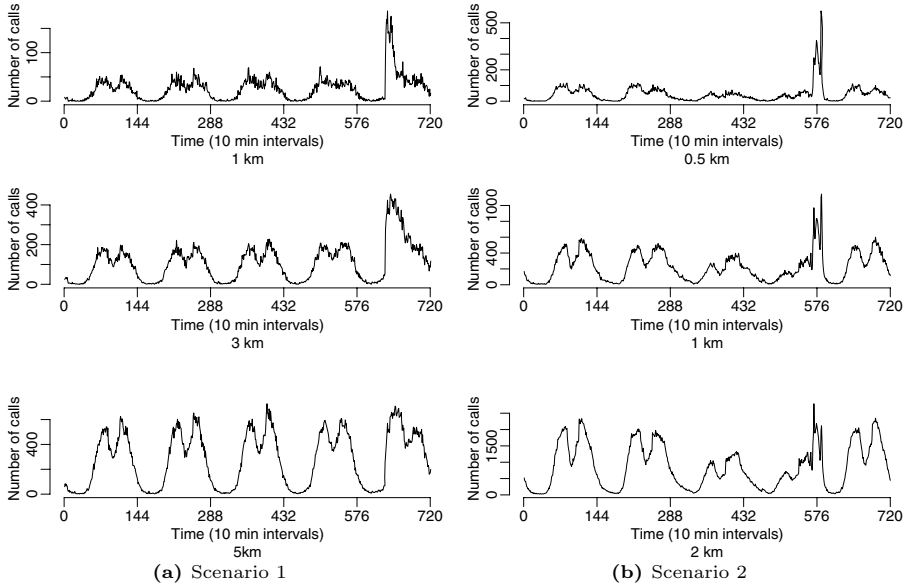 Number of calls
0 100
0 144 288 432 576 720
Time (10 min intervals)
1 km
Number of calls
0 200 400
0 144 288 432 576 720
Time (10 min intervals)
3 km
Number of calls
0 400
0 144 288 432 576 720
Time (10 min intervals)
5km
(a) Scenario 1
Number of calls
0 200 500
0 144 288 432 576 720
Time (10 min intervals)
0.5 km
Number of calls
0 400 1000
0 144 288 432 576 720
Time (10 min intervals)
1 km
Number of calls
0 1500
0 144 288 432 576 720
Time (10 min intervals)
2 km
(b) Scenario 2